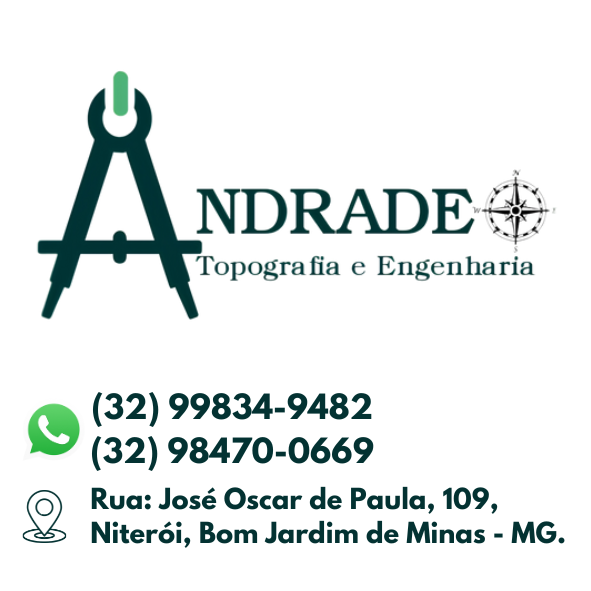 ANDRADE
Topografia e Engenharia
N
W E
S
(32) 99834-9482
(32) 98470-0669
Rua: José Oscar de Paula, 109,
Niterói, Bom Jardim de Minas - MG.